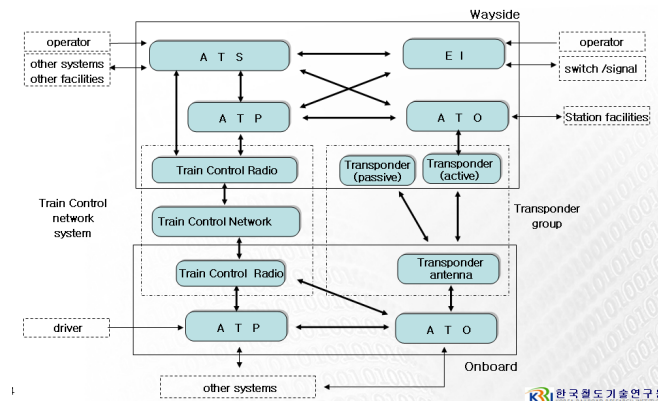 Wayside
operator
other systems
other facilities
A T S
E I
operator
switch /signal
A T P
A T O
Station facilities
Train Control Radio
Transponder
(passive)
Transponder
(active)
Train Control
network
system
Train Control Network
Transponder
group
Train Control Radio
Transponder
antenna
driver
A T P
A T O
Onboard
other systems
KRRI 한국철도기술연구원